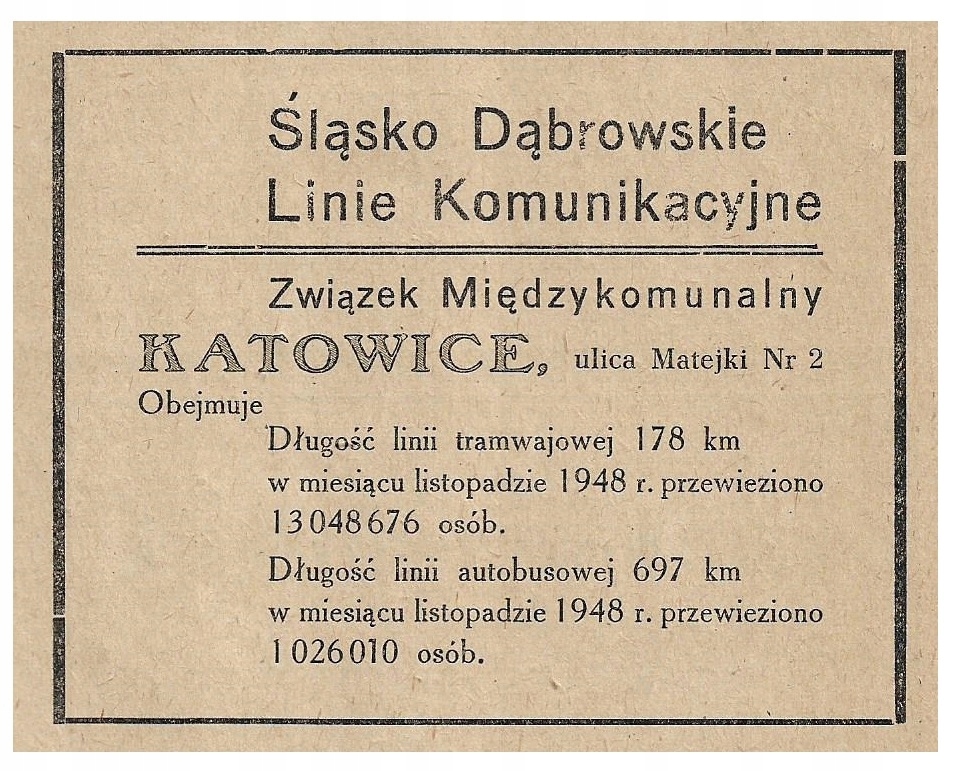 Śląsko Dąbrowskie
Linie Komunikacyjne
Związek Międzykomunalny
KATOWICE, ulica Matejki Nr 2
Obejmuje
Długość linii tramwajowej 178 km
w miesiącu listopadzie 1948 r. przewieziono
13 048 676 osób.
Długość linii autobusowej 697 km
w miesiącu listopadzie 1948 r. przewieziono
1 026 010 osób.